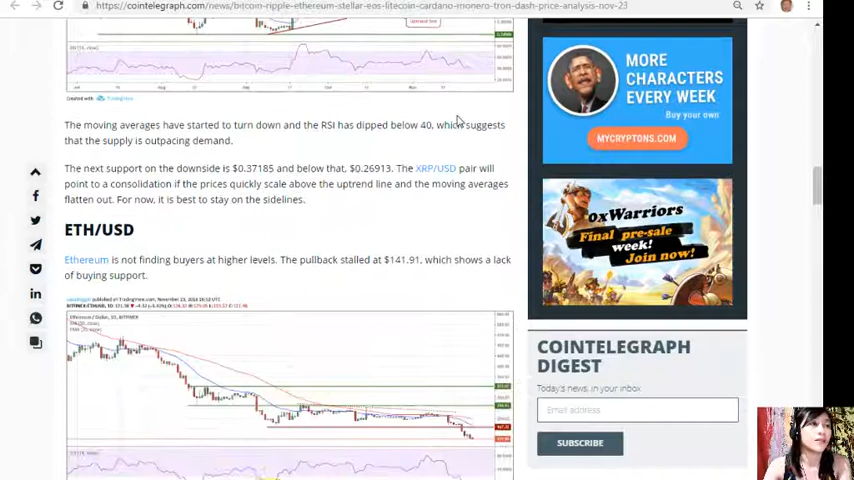 https://cointelegraph.com/news/bitcoin-ripple-ethereum-stellar-eos-litecoin-cardano-monero-tron-dash-price-analysis-nov-23
Created with TradingView
The moving averages have started to turn down and the RSI has dipped below 40, which suggests
that the supply is outpacing demand.
The next support on the downside is $0.37185 and below that, $0.26913. The XRP/USD pair will
point to a consolidation if the prices quickly scale above the uptrend line and the moving averages
flatten out. For now, it is best to stay on the sidelines.
ETH/USD
Ethereum is not finding buyers at higher levels. The pullback stalled at $141.91, which shows a lack
of buying support.
MORE
CHARACTERS
EVERY WEEK
Buy your own
MYCRYPTONS.COM
0xWarriors
Final pre-sale
week!
Join now!
COINTELEGRAPH
DIGEST
Today's news, in your inbox
Email address
SUBSCRIBE